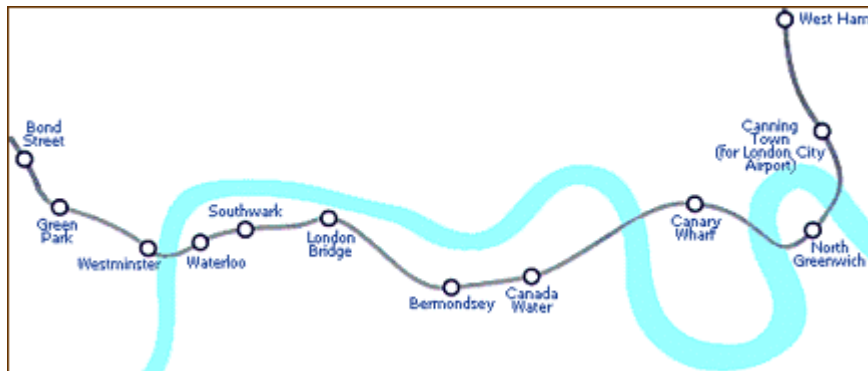 West Ham
Bond
Street
Canning
Town
(for London City
Airport)
Green
Park
Southwark
Westminster
Waterloo
London
Bridge
Canary
Wharf
North
Greenwich
Bermondsey
Canada
Water